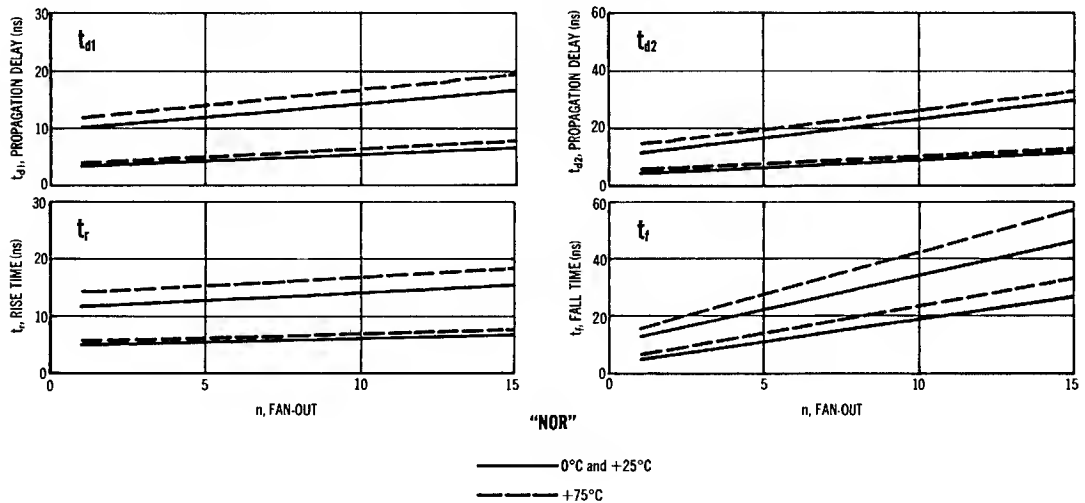 30
20
10
0
t_d1, PROPAGATION DELAY (ns)
t_d1
60
40
20
0
t_d2, PROPAGATION DELAY (ns)
t_d2
30
20
10
0
t_r, RISE TIME (ns)
t_r
0 5 10 15
n, FAN-OUT
60
40
20
0
t_f, FALL TIME (ns)
t_f
0 5 10 15
n, FAN-OUT
"NOR"
0°C and +25°C
+75°C